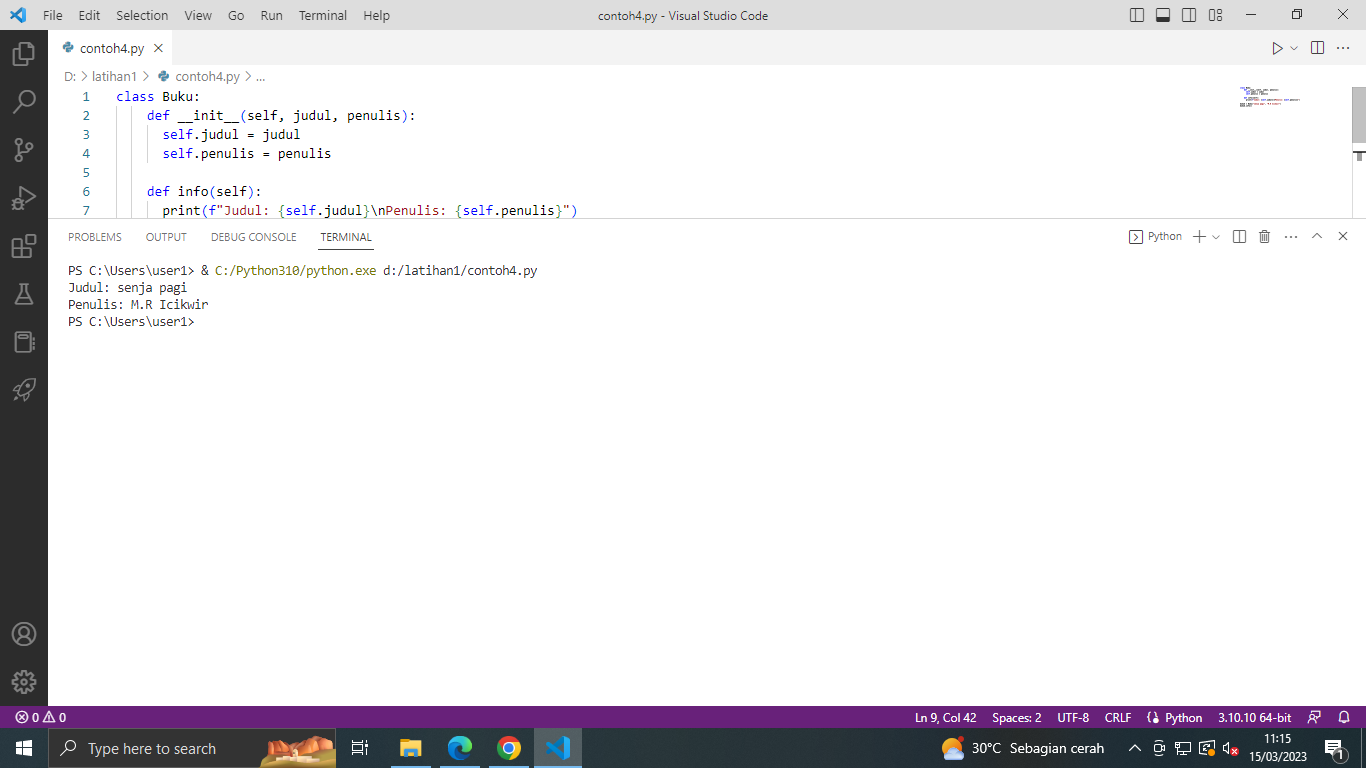 File Edit Selection View Go Run Terminal Help contoh4.py - Visual Studio Code
contoh4.py
D: > latihan1 > contoh4.py > ...
1 class Buku:
2 def __init__(self, judul, penulis):
3 self.judul = judul
4 self.penulis = penulis
5
6 def info(self):
7 print(f"Judul: {self.judul}\nPenulis: {self.penulis}")
PROBLEMS OUTPUT DEBUG CONSOLE TERMINAL Python
PS C:\Users\user1> & C:/Python310/python.exe d:/latihan1/contoh4.py
Judul: senja pagi
Penulis: M.R Icikwir
PS C:\Users\user1>
0 0 Ln 9, Col 42 Spaces: 2 UTF-8 CRLF Python 3.10.10 64-bit
Type here to search 30°C Sebagian cerah 11:15
15/03/2023 1